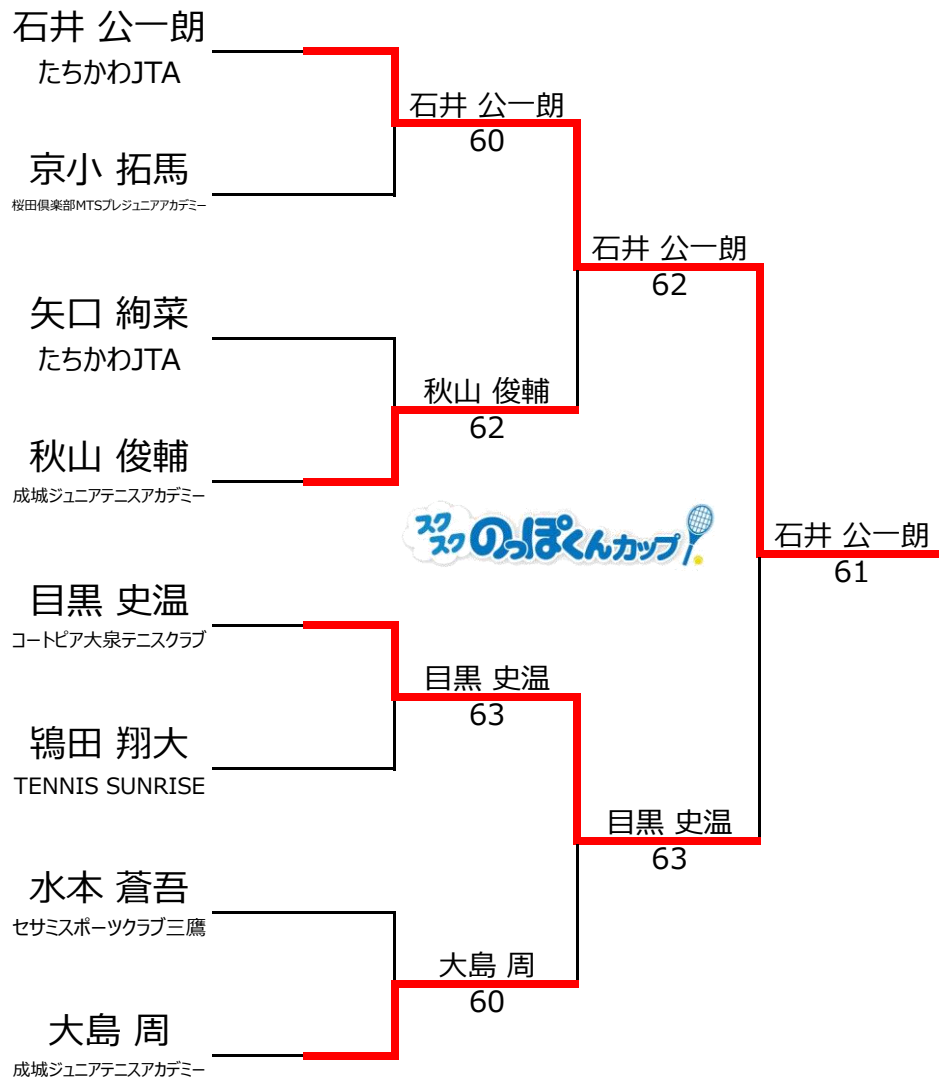 石井 公一朗
たちかわJTA
石井 公一朗
60
京小 拓馬
桜田倶楽部MTSプレジュニアアカデミー
石井 公一朗
62
矢口 絢菜
たちかわJTA
秋山 俊輔
62
秋山 俊輔
成城ジュニアテニスアカデミー
スクスクのっぽくんカップ
石井 公一朗
61
目黒 史温
コートピア大泉テニスクラブ
目黒 史温
63
鴇田 翔大
TENNIS SUNRISE
目黒 史温
63
水本 蒼吾
セサミスポーツクラブ三鷹
大島 周
60
大島 周
成城ジュニアテニスアカデミー